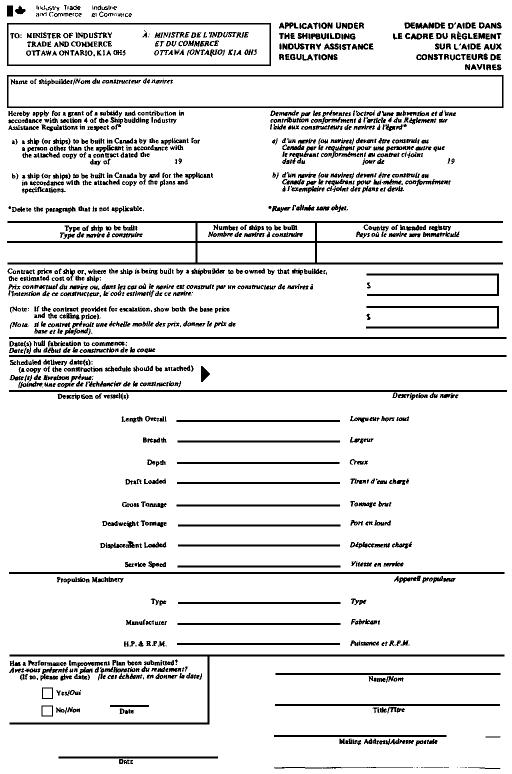 Industry Trade and Commerce
Industrie et Commerce
TO: MINISTER OF INDUSTRY
TRADE AND COMMERCE
OTTAWA ONTARIO, K1A 0H5
À: MINISTRE DE L'INDUSTRIE
ET DU COMMERCE
OTTAWA (ONTARIO) K1A 0H5
APPLICATION UNDER
THE SHIPBUILDING
INDUSTRY ASSISTANCE
REGULATIONS
DEMANDE D'AIDE DANS
LE CADRE DU RÈGLEMENT
SUR L'AIDE AUX
CONSTRUCTEURS DE
NAVIRES
Name of shipbuilder/Nom du constructeur de navires
Hereby apply for a grant of a subsidy and contribution in
accordance with section 4 of the Shipbuilding Industry
Assistance Regulations in respect of*
a) a ship (or ships) to be built in Canada by the applicant for
a person other than the applicant in accordance with
the attached copy of a contract dated the
day of 19
b) a ship (or ships) to be built in Canada by and for the applicant
in accordance with the attached copy of the plans and
specifications.
*Delete the paragraph that is not applicable.
Demande par les présentes l'octroi d'une subvention et d'une
contribution conformément à l'article 4 du Règlement sur
l'aide aux constructeurs de navires à l'égard*
a) d'un navire (ou navires) devant être construit au
Canada par le requérant pour une personne autre que
le requérant conformément au contrat ci-joint
daté du jour de 19
b) d'un navire (ou navires) devant être construit au
Canada par le requérant pour lui-même, conformément
à l'exemplaire ci-joint des plans et devis.
*Rayer l'alinéa sans objet.
Type of ship to be built
Type de navire à construire
Number of ships to be built
Nombre de navires à construire
Country of intended registry
Pays où le navire sera immatriculé
Contract price of ship or, where the ship is being built by a shipbuilder to be owned by that shipbuilder,
the estimated cost of the ship:
Prix contractuel du navire ou, dans les cas où le navire est construit par un constructeur de navires à
l'intention de ce constructeur, le coût estimatif de ce navire:
$
(Note: If the contract provides for escalation, show both the base price
and the ceiling price).
(Nota: si le contrat prévoit une échelle mobile des prix, donner le prix de
base et le plafond).
$
Date(s) hull fabrication to commence:
Date(s) du début de la construction de la coque
Scheduled delivery date(s):
(a copy of the construction schedule should be attached)
Date(s) de livraison prévue:
(joindre une copie de l'échéancier de la construction)
Description of vessel(s) Description du navire
Length Overall Longueur hors tout
Breadth Largeur
Depth Creux
Draft Loaded Tirant d'eau chargé
Gross Tonnage Tonnage brut
Deadweight Tonnage Port en lourd
Displacement Loaded Déplacement chargé
Service Speed Vitesse en service
Propulsion Machinery Appareil propulseur
Type Type
Manufacturer Fabricant
H.P. & R.P.M. Puissance et R.P.M.
Has a Performance Improvement Plan been submitted?
Avez-vous présenté un plan d'amélioration du rendement?
(If so, please give date) (le cas échéant, en donner la date)
Yes/Oui
No/Non Date
Name/Nom
Title/Titre
Mailing Address/Adresse postale
Date